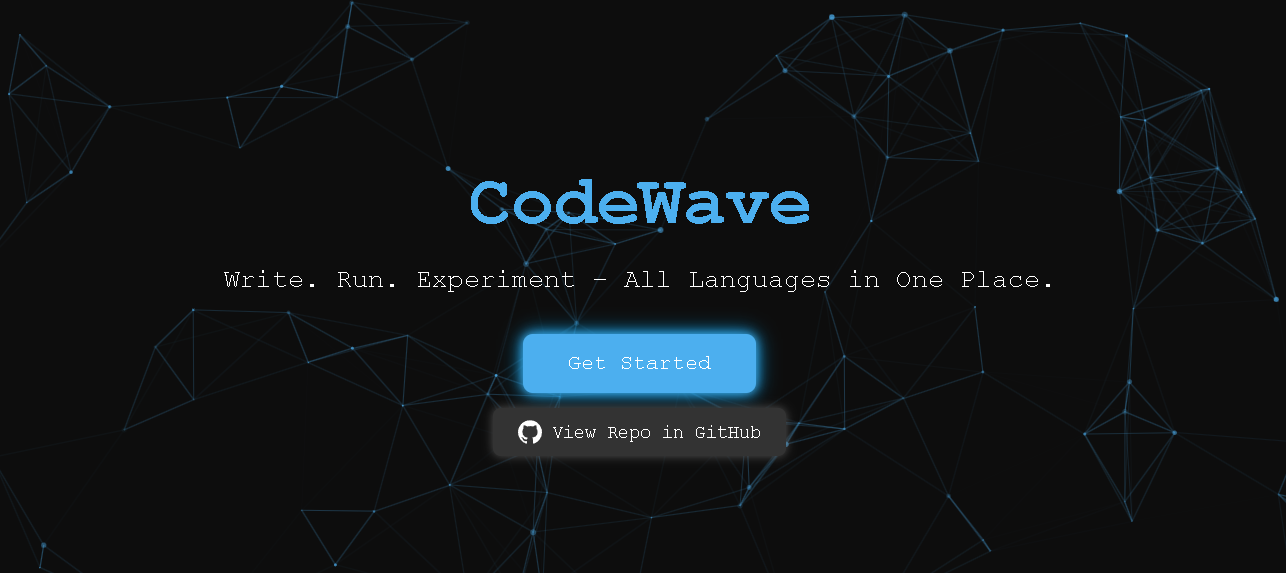 CodeWave
Write. Run. Experiment — All Languages in One Place.
Get Started
View Repo in GitHub